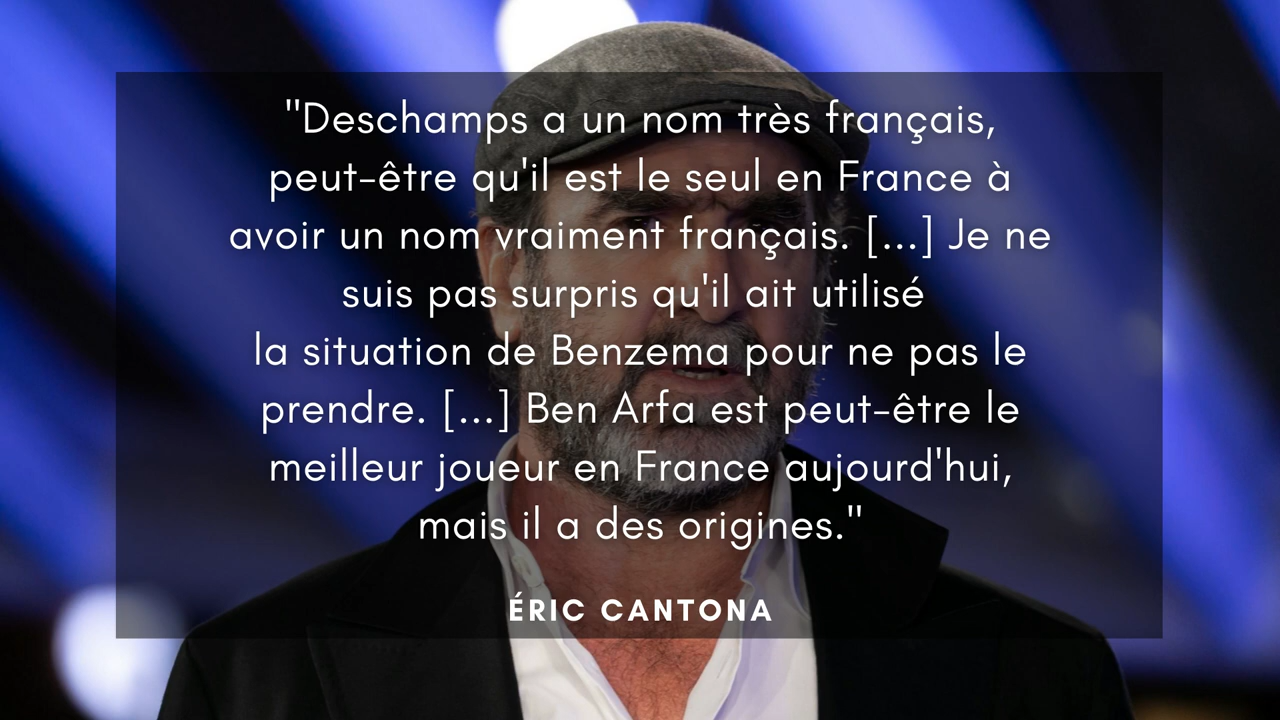 "Deschamps a un nom très français,
peut-être qu'il est le seul en France à
avoir un nom vraiment français. [...] Je ne
suis pas surpris qu'il ait utilisé
la situation de Benzema pour ne pas le
prendre. [...] Ben Arfa est peut-être le
meilleur joueur en France aujourd'hui,
mais il a des origines."
ÉRIC CANTONA